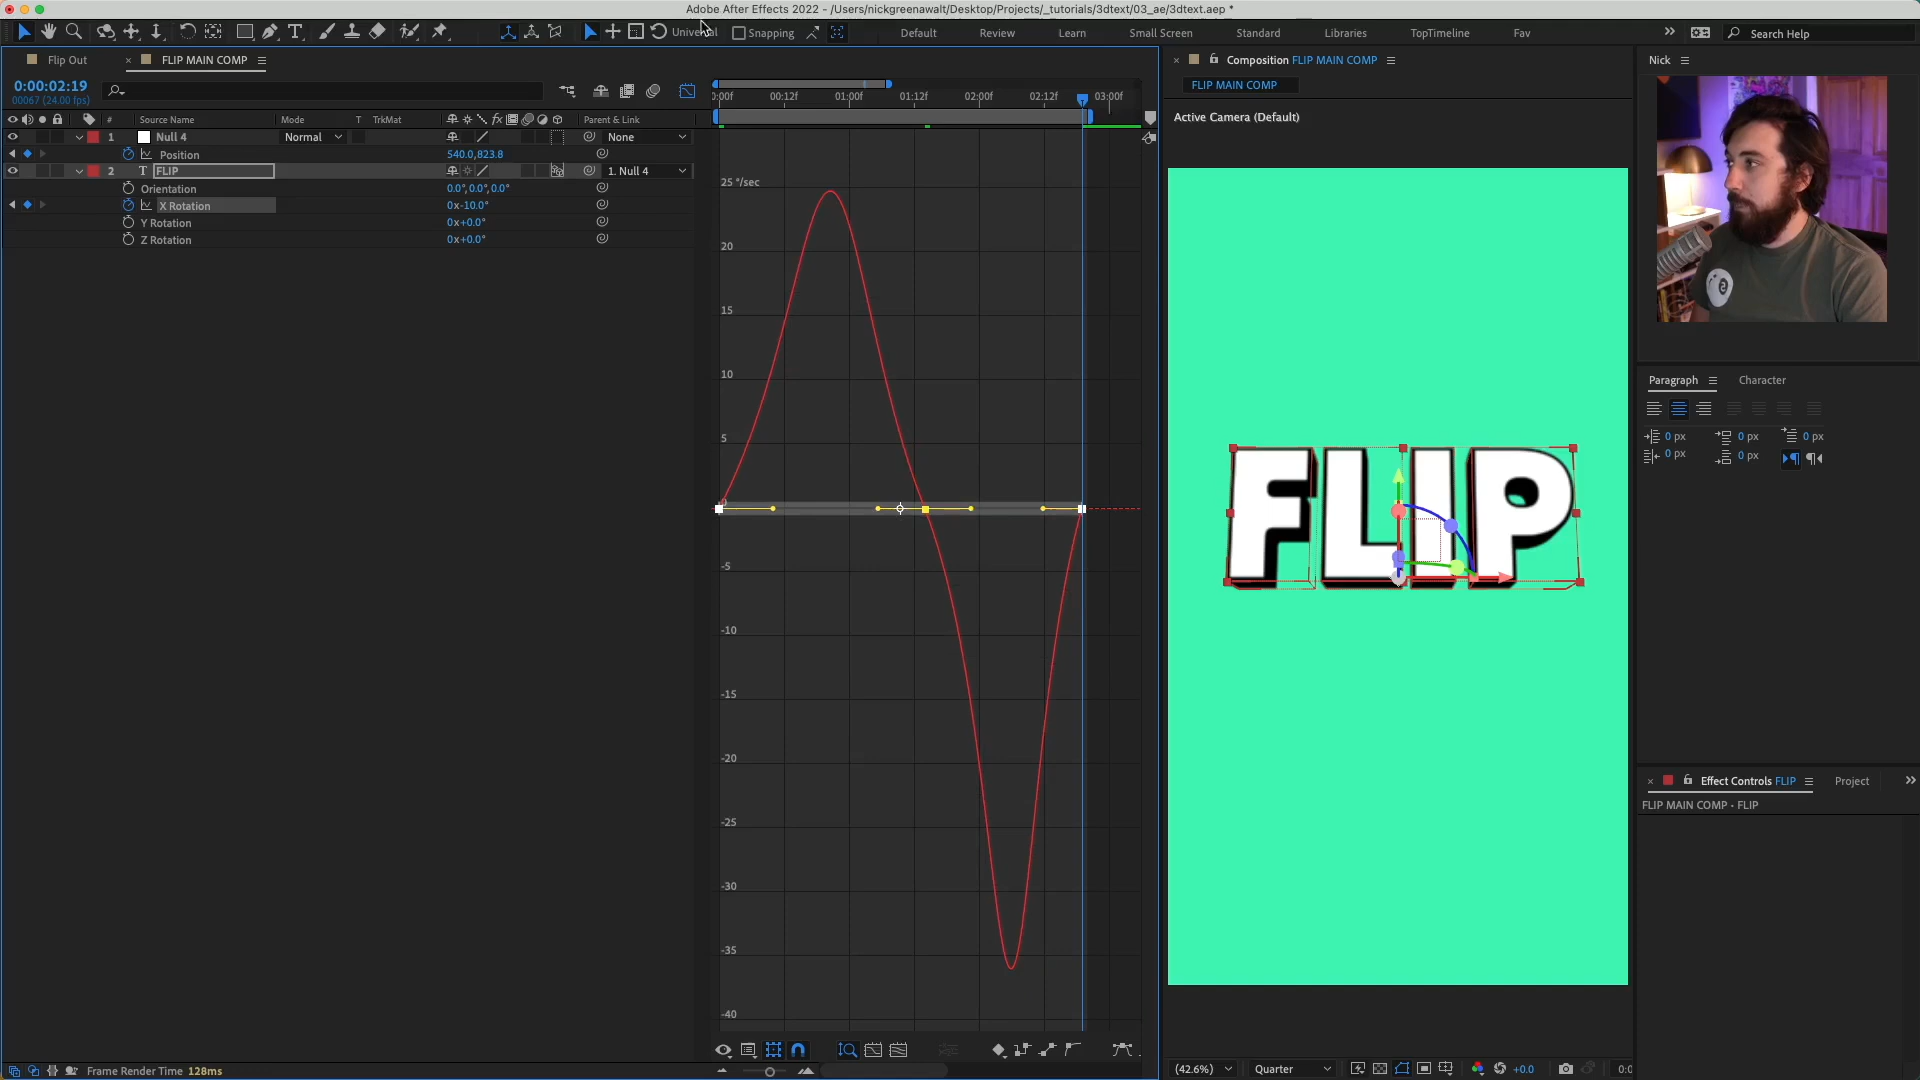 Adobe After Effects 2022 - /Users/nickgreenawalt/Desktop/Projects/_tutorials/3dtext/03_ae/3dtext.aep *
Snapping
Default
Review
Learn
Small Screen
Standard
Libraries
TopTimeline
Fav
Search Help
Flip Out
FLIP MAIN COMP
Composition FLIP MAIN COMP
Nick
0:00:02:19
00067 (24.00 fps)
FLIP MAIN COMP
00:12f
01:00f
01:12f
02:00f
02:12f
03:00f
# Source Name
Mode
T TrkMat
fx
Parent & Link
Active Camera (Default)
1 Null 4
Normal
None
Position
540.0,823.8
2 T FLIP
1. Null 4
Orientation
0.0°,0.0°,0.0°
X Rotation
0x-10.0°
Y Rotation
0x+0.0°
Z Rotation
0x+0.0°
25 °/sec
20
15
10
5
0
-5
-10
-15
-20
-25
-30
-35
-40
FLIP
Paragraph
Character
0 px
0 px
0 px
0 px
0 px
Effect Controls FLIP
Project
FLIP MAIN COMP • FLIP
(42.6%)
Quarter
+0.0
Frame Render Time 128ms